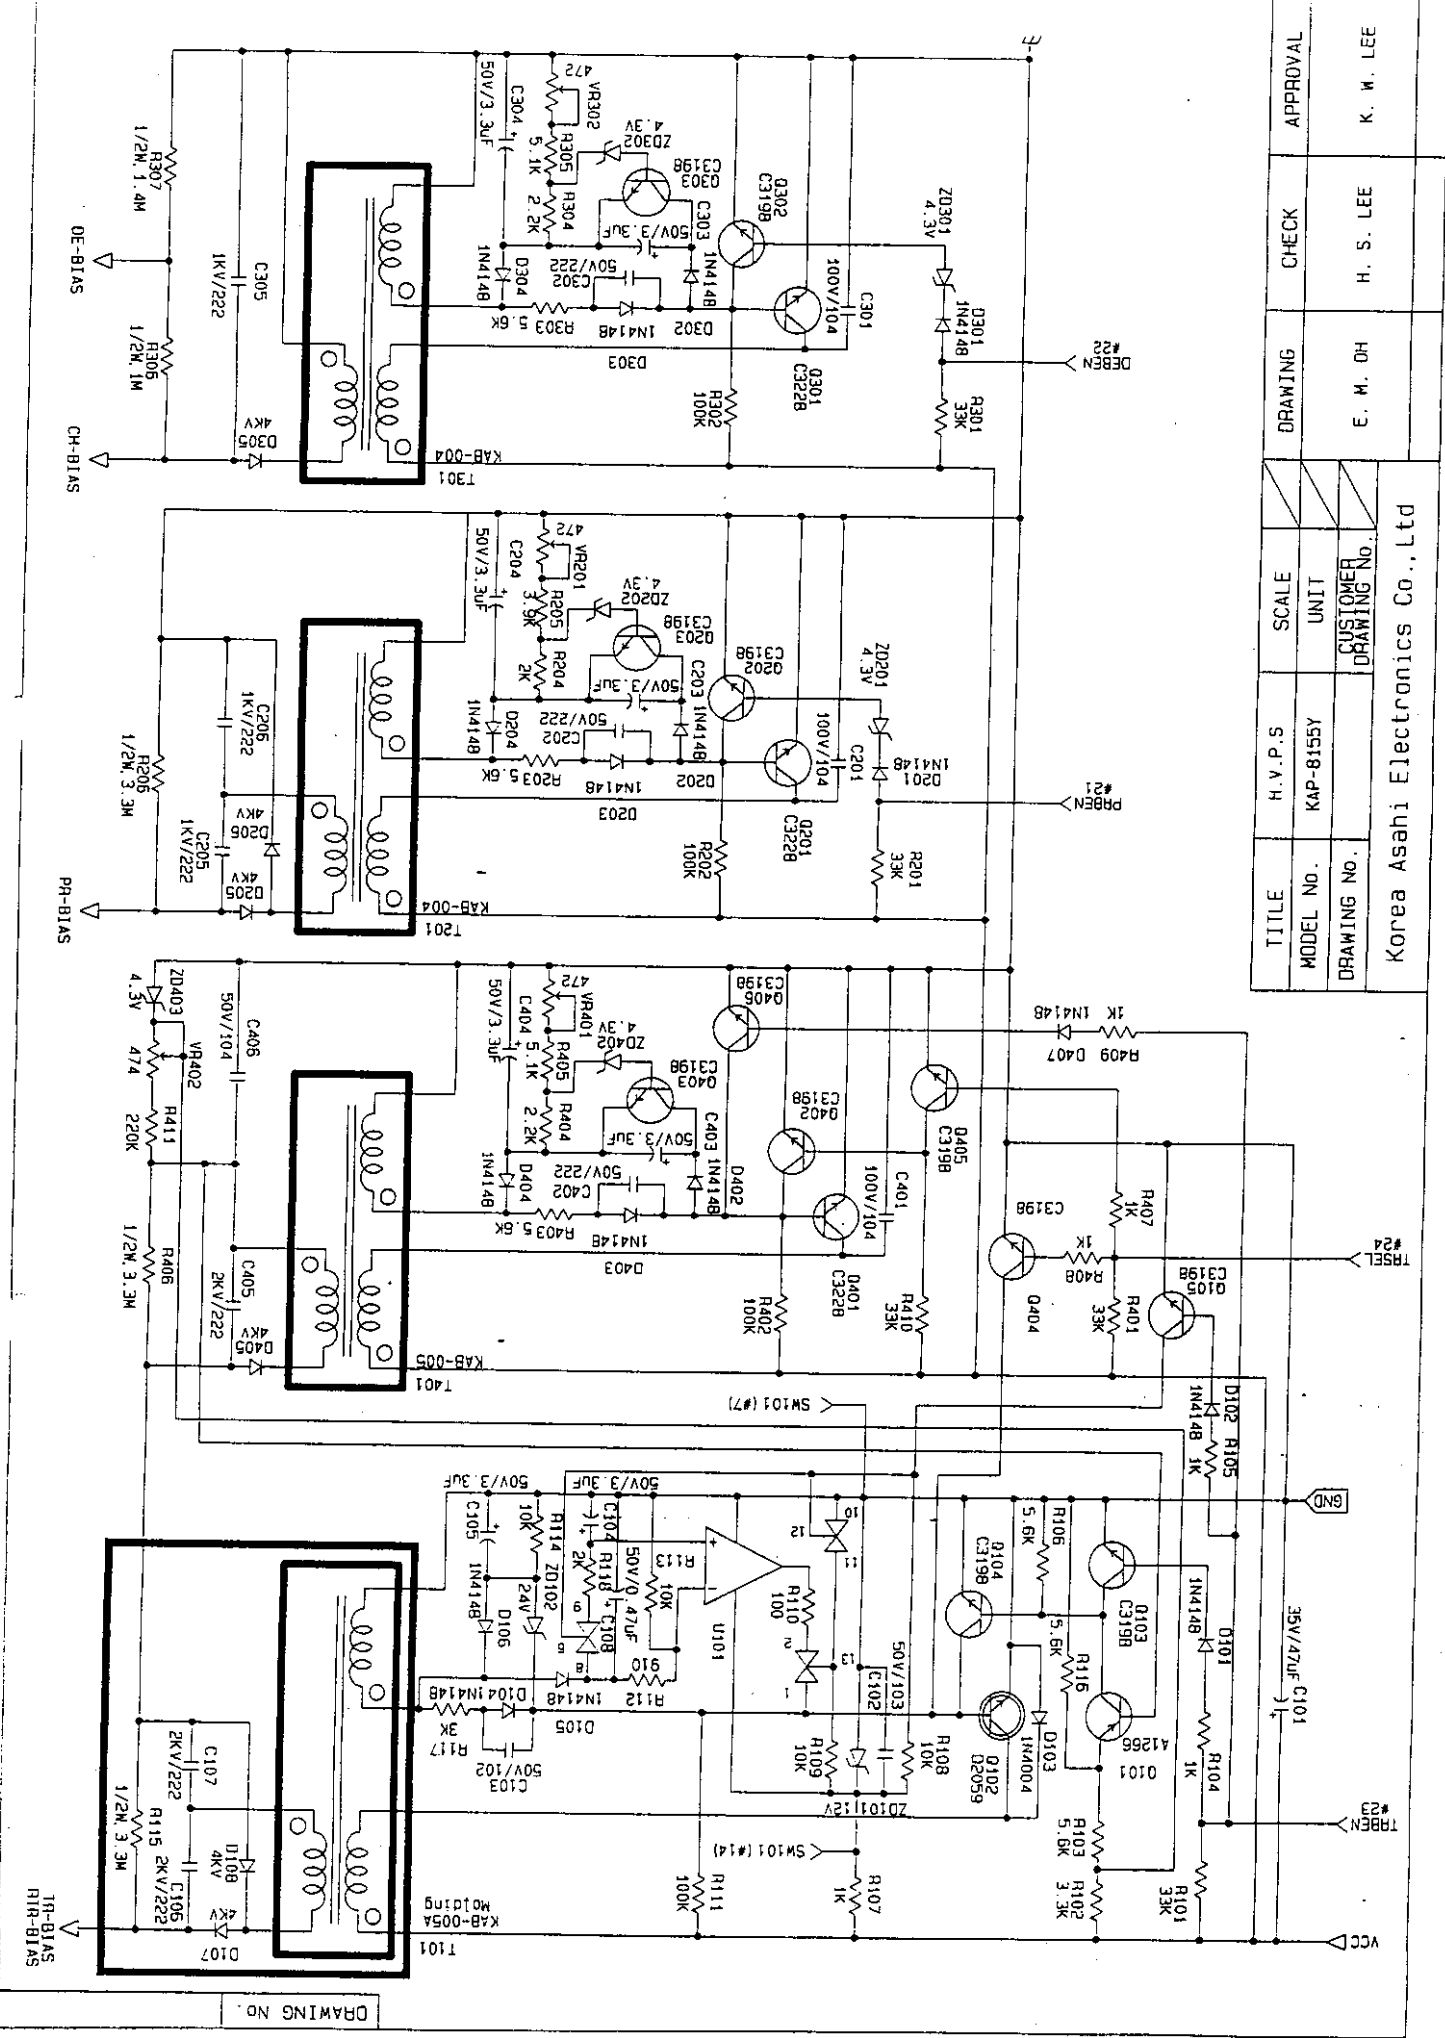 APPROVAL
K. W. LEE
CHECK
H. S. LEE
DRAWING
E. M. OH
SCALE
UNIT
CUSTOMER
DRAWING No.
TITLE
H.V.P.S
MODEL No.
KAP-8155Y
DRAWING No.
Korea Asahi Electronics Co.,Ltd
472
VR302
R305
5.1K
ZD302
4.3V
Q303
C3198
R304
2.2K
C304
50V/3.3uF
C303
50V/3.3uF
D304
1N4148
C302
50V/222
1N4148
D302
R303 5.6K
1N4148
D303
Q302
C3198
ZD301
4.3V
D301
1N4148
C301
100V/104
Q301
C3228
R302
100K
R301
33K
DEBEN
#22
R307
1/2W, 1.4M
DE-BIAS
C305
1KV/222
R306
1/2W, 1M
D305
4KV
CH-BIAS
KAB-004
T301
472
VR201
R205
3.9K
ZD202
4.3V
Q203
C3198
R204
2K
C204
50V/3.3uF
C203
50V/3.3uF
D204
1N4148
C202
50V/222
1N4148
D202
R203 5.6K
1N4148
D203
Q202
C3198
ZD201
4.3V
D201
1N4148
C201
100V/104
Q201
C3228
R202
100K
R201
33K
PRBEN
#21
C206
1KV/222
R206
1/2W, 3.3M
D206
4KV
C205
1KV/222
D205
4KV
PR-BIAS
KAB-004
T201
ZD403
4.3V
VR402
474
R411
220K
C406
50V/104
R406
1/2W, 3.3M
C405
2KV/222
D405
4KV
472
VR401
R405
5.1K
ZD402
4.3V
Q403
C3198
R404
2.2K
C404
50V/3.3uF
C403
50V/3.3uF
D404
1N4148
C402
50V/222
1N4148
D402
R403 5.6K
1N4148
D403
Q406
C3198
Q402
C3198
Q405
C3198
C401
100V/104
Q401
C3228
R402
100K
R410
33K
1N4148
D407
1K
R409
R407
1K
C3198
Q404
1K
R408
R401
33K
TRSEL
#24
Q105
C3198
KAB-005
T401
D102
1N4148
R105
1K
SW101(#7)
GND
C105
50V/3.3uF
R114
10K
ZD102
24V
D106
1N4148
C104
50V/3.3uF
R118
2K
C108
50V/0.47uF
R113
10K
9
6
8
910
R112
U101
R110
100
12
10
11
2
1
13
C102
50V/103
D104
1N4148
1N4148
D105
3K
R117
C103
50V/102
R109
10K
ZD101
12V
R108
10K
Q104
C3198
R106
5.6K
R116
5.6K
Q103
C3198
D101
1N4148
C101
35V/47uF
Q102
D2059
D103
1N4004
A1266
Q101
R104
1K
R103
5.6K
R102
3.3K
R101
33K
TRBEN
#23
SW101(#14)
R107
1K
R111
100K
VCC
KAB-005A
Molding
T101
C107
2KV/222
R115
1/2W, 3.3M
D108
4KV
C106
2KV/222
D107
4KV
TR-BIAS
RTR-BIAS
DRAWING No.